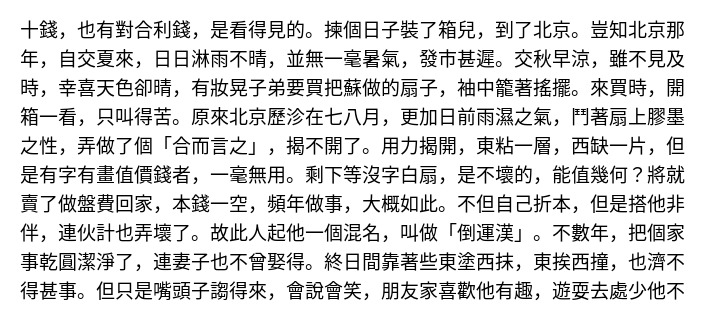 十錢，也有對合利錢，是看得見的。揀個日子裝了箱兒，到了北京。豈知北京那
年，自交夏來，日日淋雨不晴，並無一毫暑氣，發市甚遲。交秋早涼，雖不見及
時，幸喜天色卻晴，有妝晃子弟要買把蘇做的扇子，袖中籠著搖擺。來買時，開
箱一看，只叫得苦。原來北京歷沴在七八月，更加日前雨濕之氣，鬥著扇上膠墨
之性，弄做了個「合而言之」，揭不開了。用力揭開，東粘一層，西缺一片，但
是有字有畫值價錢者，一毫無用。剩下等沒字白扇，是不壞的，能值幾何？將就
賣了做盤費回家，本錢一空，頻年做事，大概如此。不但自己折本，但是搭他非
伴，連伙計也弄壞了。故此人起他一個混名，叫做「倒運漢」。不數年，把個家
事乾圓潔淨了，連妻子也不曾娶得。終日間靠著些東塗西抹，東挨西撞，也濟不
得甚事。但只是嘴頭子謅得來，會說會笑，朋友家喜歡他有趣，遊耍去處少他不